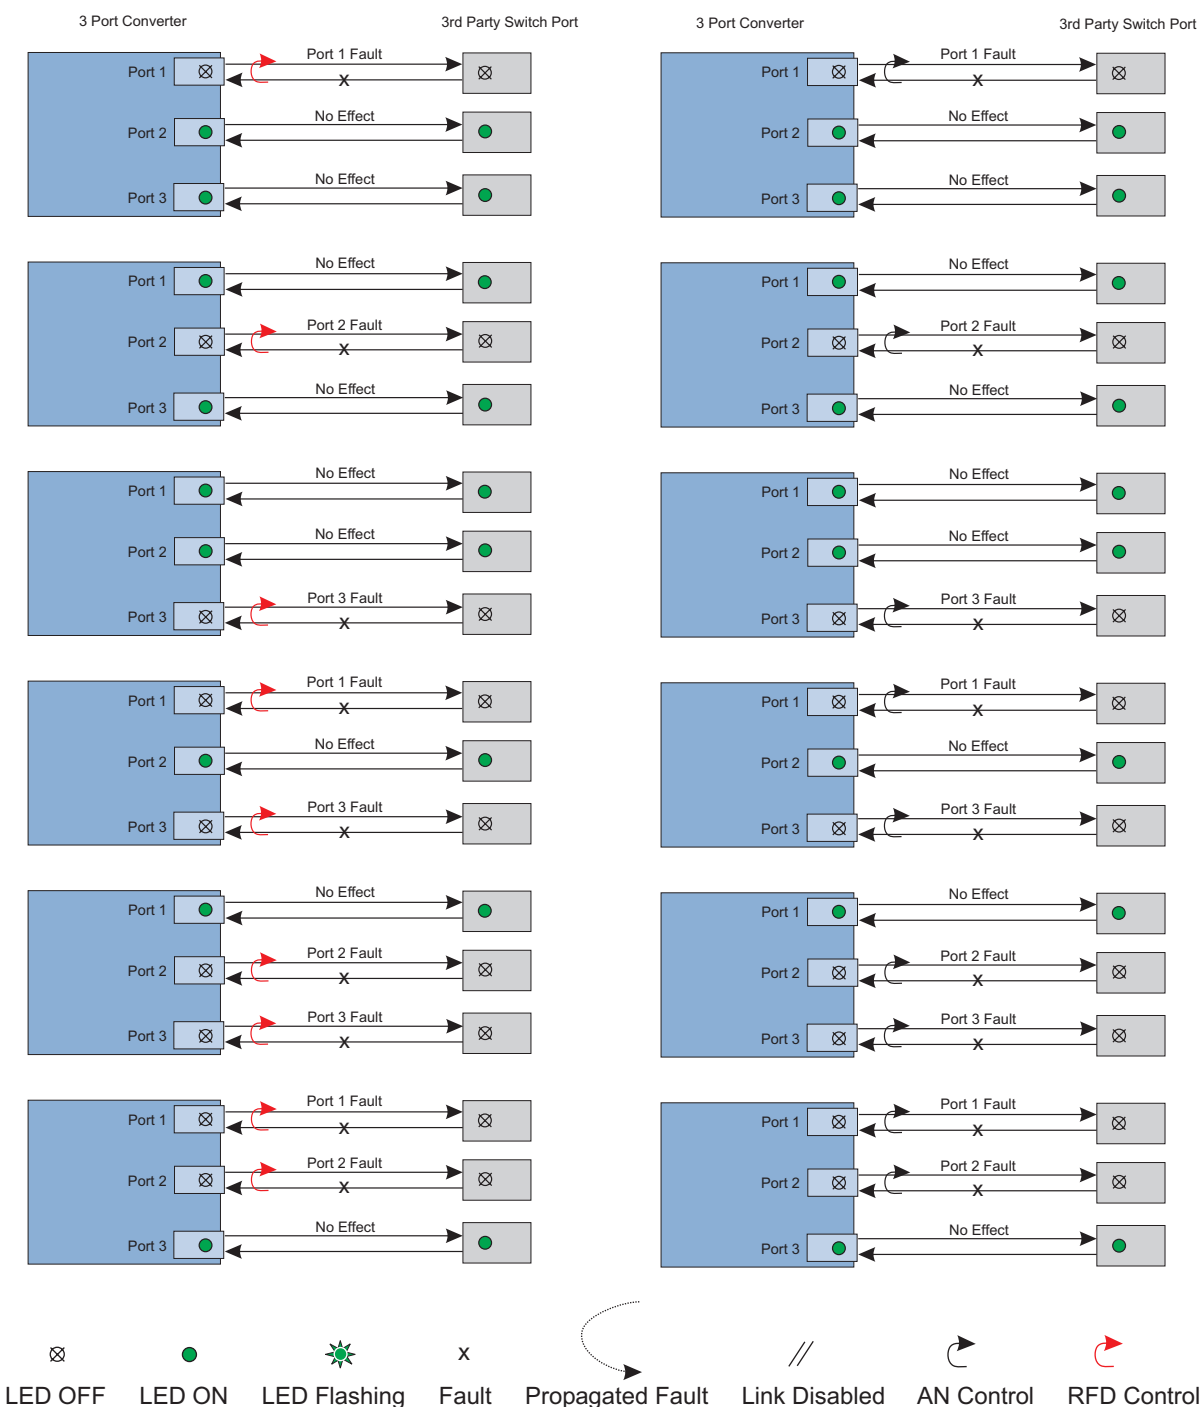 3 Port Converter
3rd Party Switch Port
3 Port Converter
3rd Party Switch Port
Port 1
Port 1 Fault
x
Port 2
No Effect
Port 3
No Effect
Port 1
Port 1 Fault
x
Port 2
No Effect
Port 3
No Effect
Port 1
No Effect
Port 2
Port 2 Fault
x
Port 3
No Effect
Port 1
No Effect
Port 2
Port 2 Fault
x
Port 3
No Effect
Port 1
No Effect
Port 2
No Effect
Port 3
Port 3 Fault
x
Port 1
No Effect
Port 2
No Effect
Port 3
Port 3 Fault
x
Port 1
Port 1 Fault
x
Port 2
No Effect
Port 3
Port 3 Fault
x
Port 1
Port 1 Fault
x
Port 2
No Effect
Port 3
Port 3 Fault
x
Port 1
No Effect
Port 2
Port 2 Fault
x
Port 3
Port 3 Fault
x
Port 1
No Effect
Port 2
Port 2 Fault
x
Port 3
Port 3 Fault
x
Port 1
Port 1 Fault
x
Port 2
Port 2 Fault
x
Port 3
No Effect
Port 1
Port 1 Fault
x
Port 2
Port 2 Fault
x
Port 3
No Effect
x
LED OFF
LED ON
LED Flashing
Fault
Propagated Fault
Link Disabled
AN Control
RFD Control